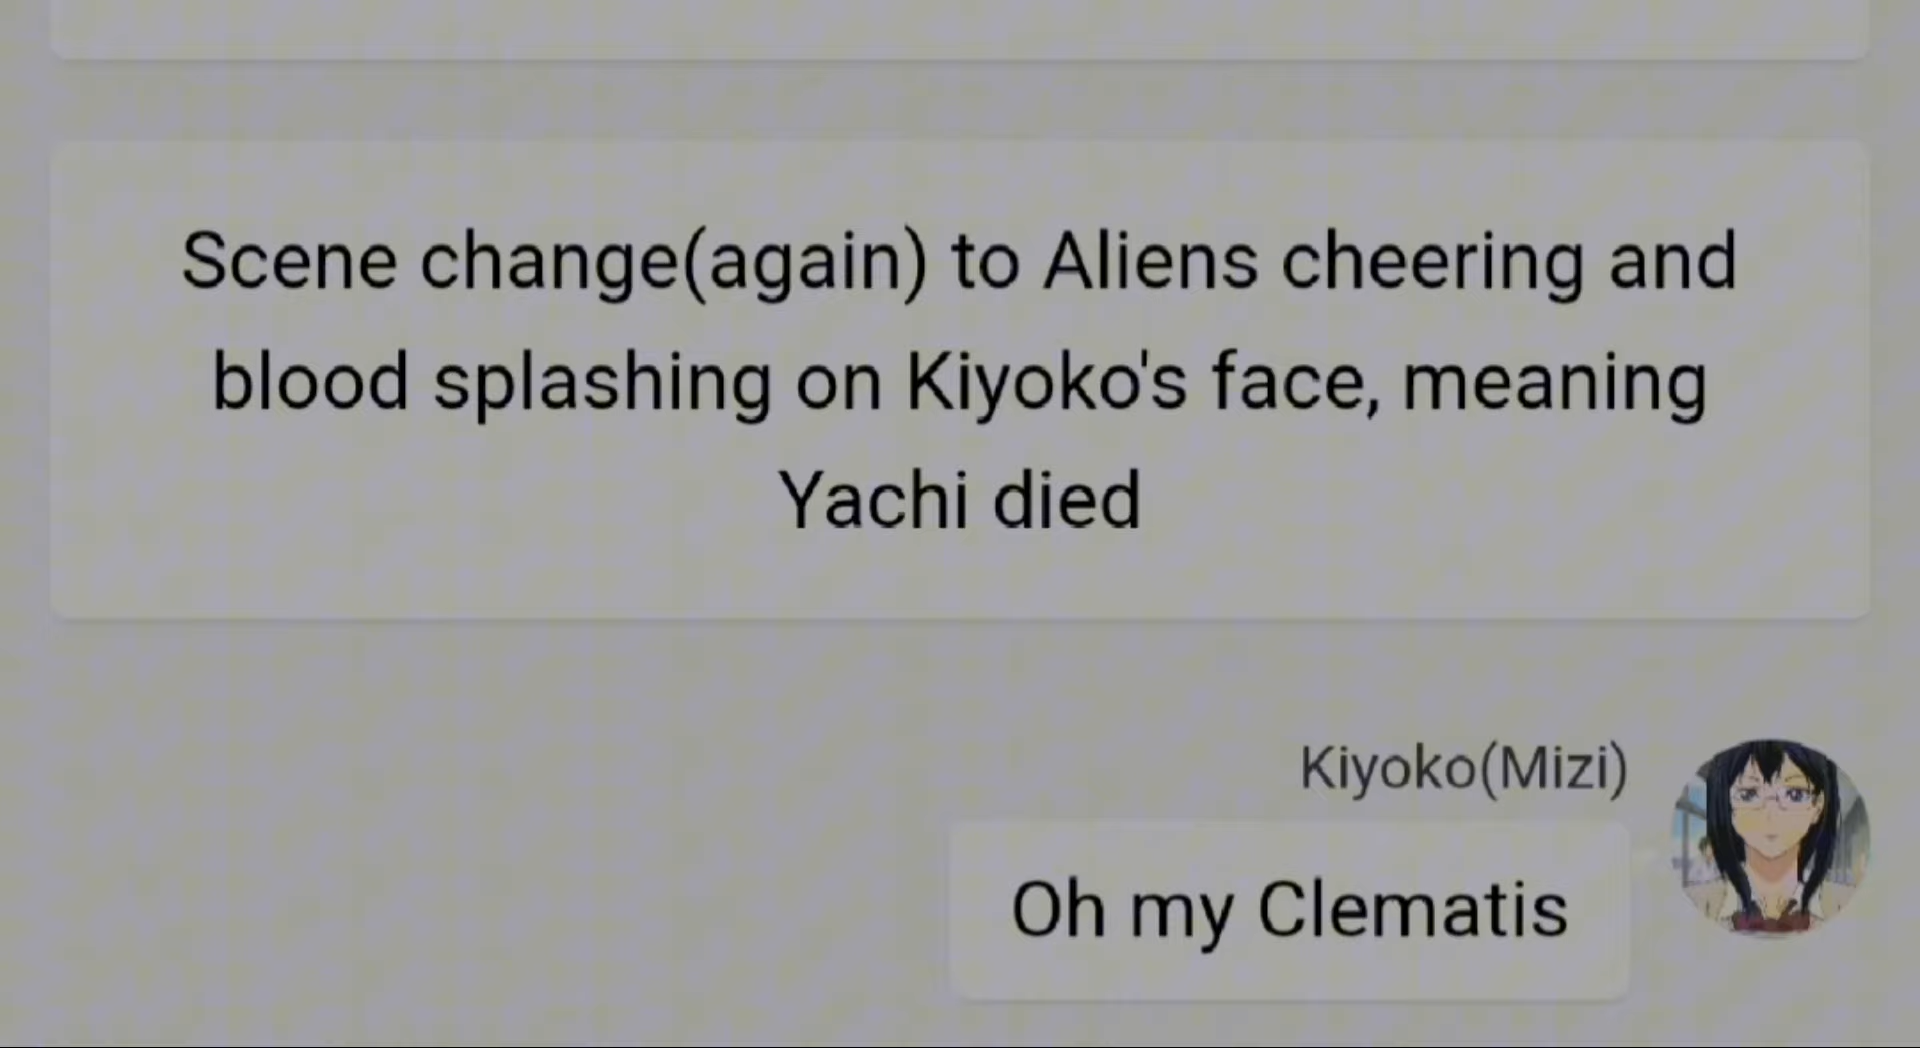 Scene change(again) to Aliens cheering and
blood splashing on Kiyoko's face, meaning
Yachi died
Kiyoko(Mizi)
Oh my Clematis